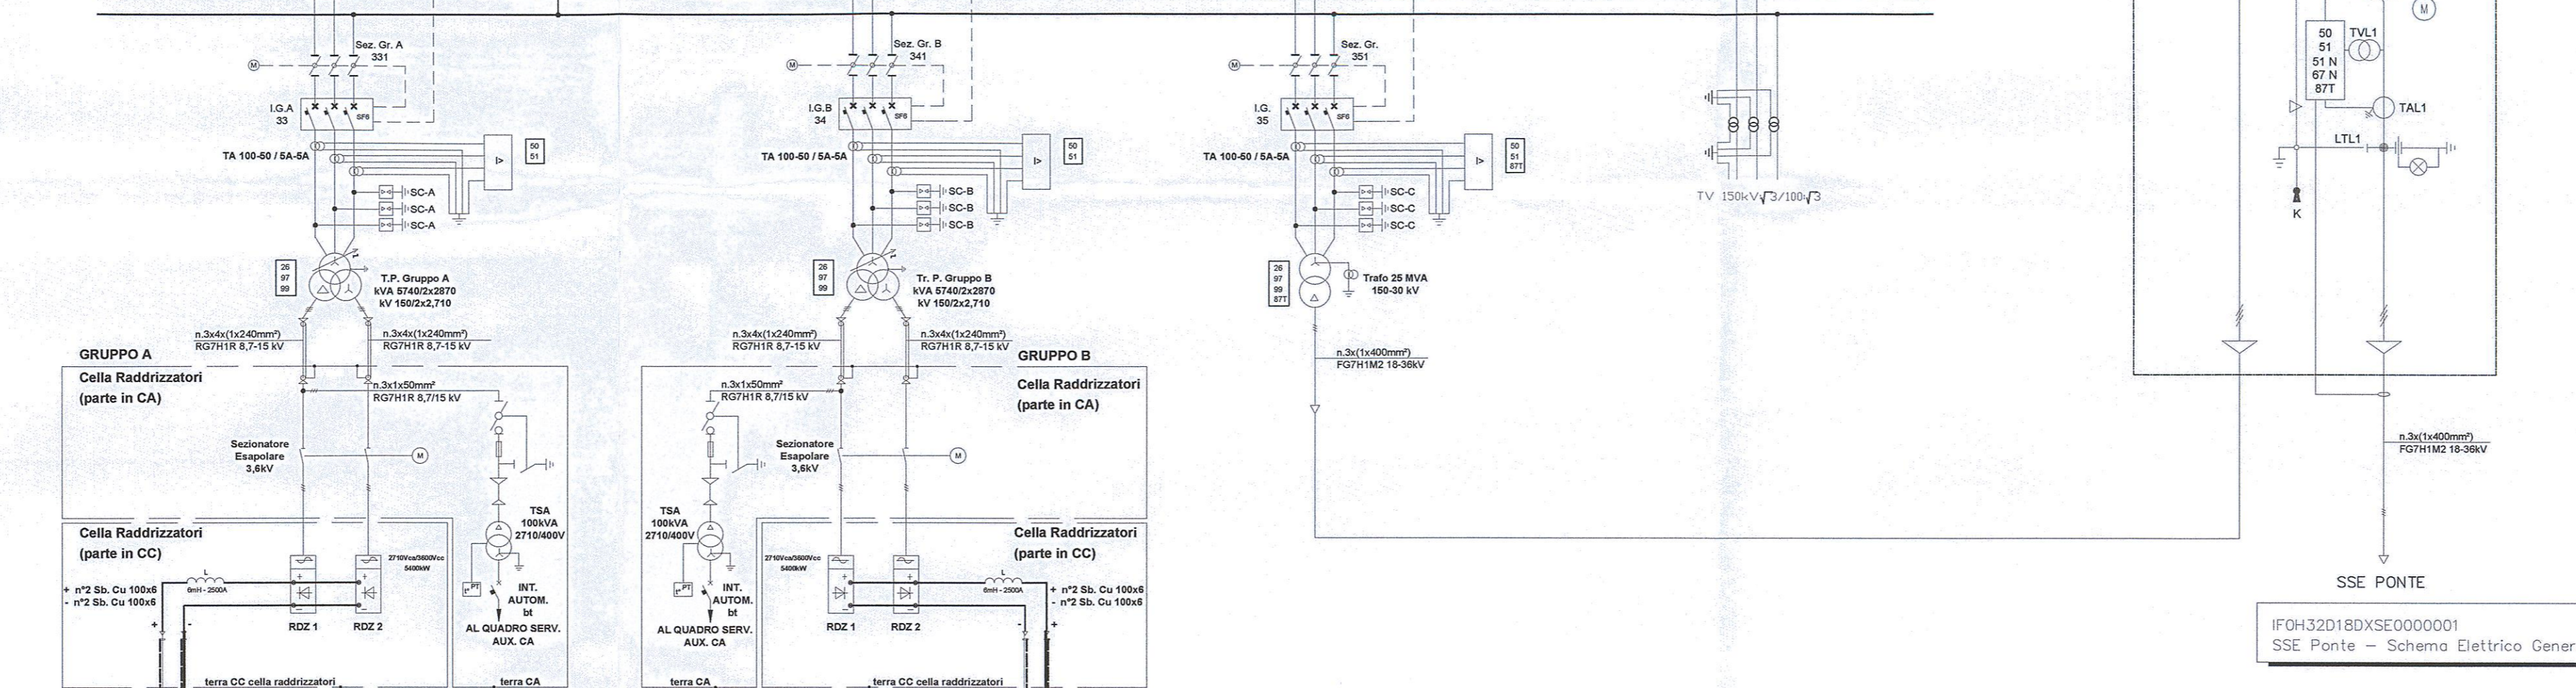 Sez. Gr. A
331
M
I.G.A
33
SF6
TA 100-50 / 5A-5A
I>
50
51
SC-A
SC-A
SC-A
26
97
99
T.P. Gruppo A
kVA 5740/2x2870
kV 150/2x2,710
n.3x4x(1x240mm²)
RG7H1R 8,7-15 kV
n.3x4x(1x240mm²)
RG7H1R 8,7-15 kV
GRUPPO A
Cella Raddrizzatori
(parte in CA)
n.3x1x50mm²
RG7H1R 8,7/15 kV
Sezionatore
Esapolare
3,6kV
M
TSA
100kVA
2710/400V
Cella Raddrizzatori
(parte in CC)
2710Vca/3600Vcc
5400kW
L
6mH - 2500A
+ n°2 Sb. Cu 100x6
- n°2 Sb. Cu 100x6
+
-
+
-
+
-
RDZ 1
RDZ 2
t° PT
INT.
AUTOM.
bt
AL QUADRO SERV.
AUX. CA
terra CC cella raddrizzatori
terra CA
Sez. Gr. B
341
M
I.G.B
34
SF6
TA 100-50 / 5A-5A
I>
50
51
SC-B
SC-B
SC-B
26
97
99
Tr. P. Gruppo B
kVA 5740/2x2870
kV 150/2x2,710
n.3x4x(1x240mm²)
RG7H1R 8,7-15 kV
n.3x4x(1x240mm²)
RG7H1R 8,7-15 kV
GRUPPO B
Cella Raddrizzatori
(parte in CA)
n.3x1x50mm²
RG7H1R 8,7/15 kV
Sezionatore
Esapolare
3,6kV
M
TSA
100kVA
2710/400V
Cella Raddrizzatori
(parte in CC)
2710Vca/3600Vcc
5400kW
L
6mH - 2500A
+ n°2 Sb. Cu 100x6
- n°2 Sb. Cu 100x6
+
-
+
-
-
+
RDZ 1
RDZ 2
t° PT
INT.
AUTOM.
bt
AL QUADRO SERV.
AUX. CA
terra CA
terra CC cella raddrizzatori
Sez. Gr.
351
M
I.G.
35
SF6
TA 100-50 / 5A-5A
I>
50
51
87T
SC-C
SC-C
SC-C
26
97
99
87T
Trafo 25 MVA
150-30 kV
n.3x(1x400mm²)
FG7H1M2 18-36kV
TV 150kV:√3/100:√3
M
50
51
51 N
67 N
87T
TVL1
TAL1
LTL1
K
n.3x(1x400mm²)
FG7H1M2 18-36kV
SSE PONTE
IF0H32D18DXSE0000001
SSE Ponte – Schema Elettrico Gener